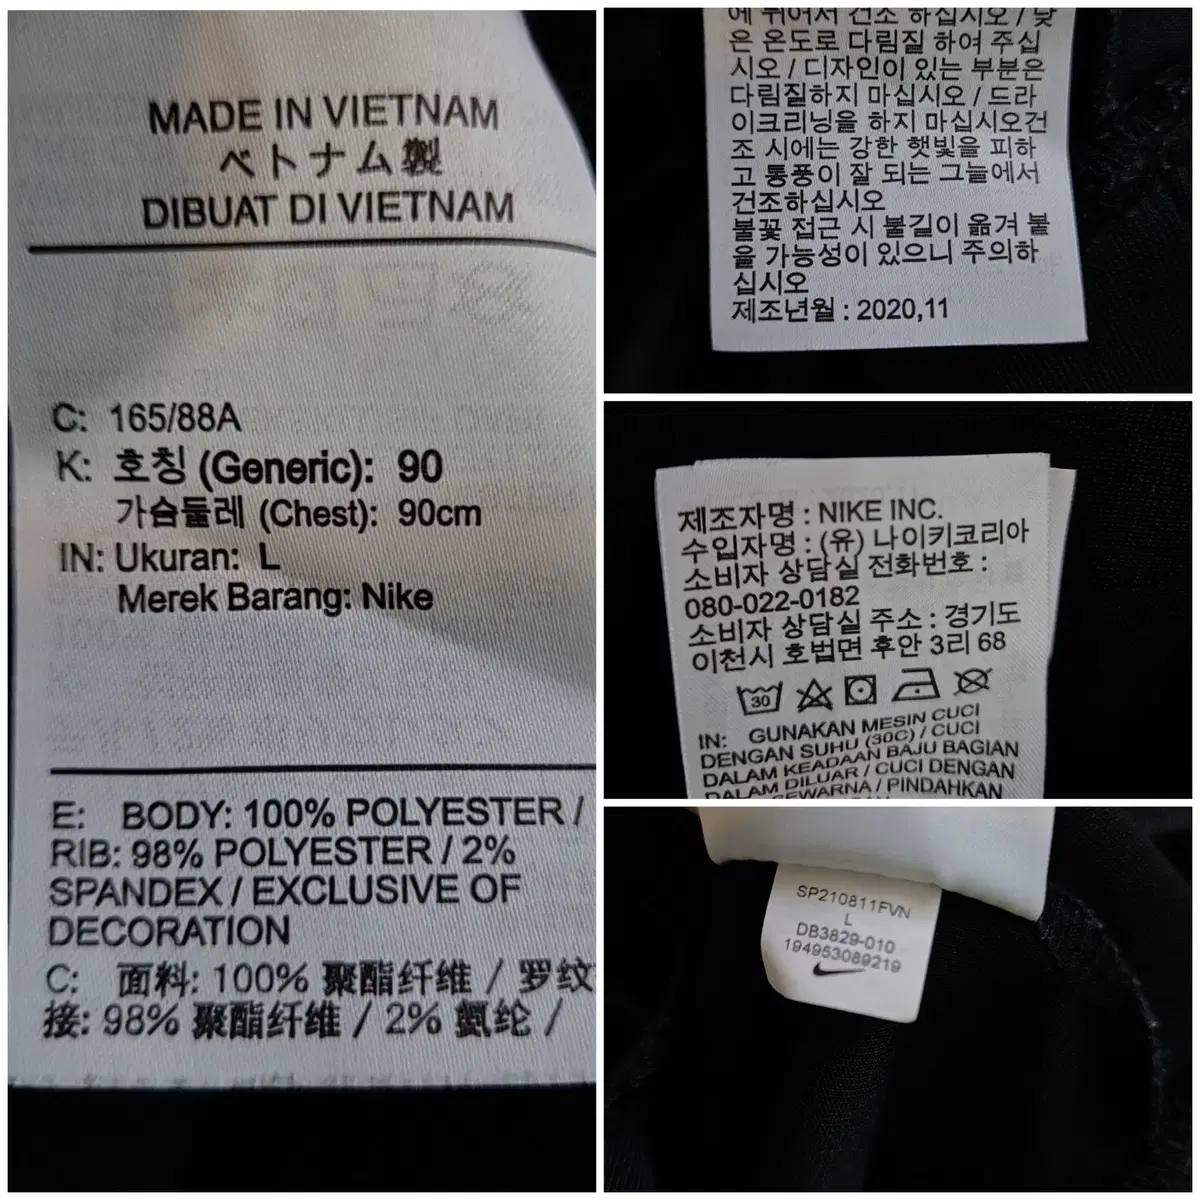 MADE IN VIETNAM
ベトナム製
DIBUAT DI VIETNAM
C: 165/88A
K: 호칭 (Generic): 90
가슴둘레 (Chest): 90cm
IN: Ukuran: L
Merek Barang: Nike
E: BODY: 100% POLYESTER /
RIB: 98% POLYESTER / 2%
SPANDEX / EXCLUSIVE OF
DECORATION
C: 面料: 100% 聚酯纤维 / 罗纹
接: 98% 聚酯纤维 / 2% 氨纶 /
에 뉘어서 건조 하십시오 / 낮
은 온도로 다림질 하여 주십
시오 / 디자인이 있는 부분은
다림질하지 마십시오 / 드라
이크리닝을 하지 마십시오건
조 시에는 강한 햇빛을 피하
고 통풍이 잘 되는 그늘에서
건조하십시오
불꽃 접근 시 불길이 옮겨 붙
을 가능성이 있으니 주의하
십시오
제조년월 : 2020,11
제조자명 : NIKE INC.
수입자명 : (유) 나이키코리아
소비자 상담실 전화번호 :
080-022-0182
소비자 상담실 주소 : 경기도
이천시 호법면 후안 3리 68
30
IN: GUNAKAN MESIN CUCI
DENGAN SUHU (30C) / CUCI
DALAM KEADAAN BAJU BAGIAN
DALAM DILUAR / CUCI DENGAN
SEWARNA / PINDAHKAN
SP210811FVN
L
DB3829-010
194953089219